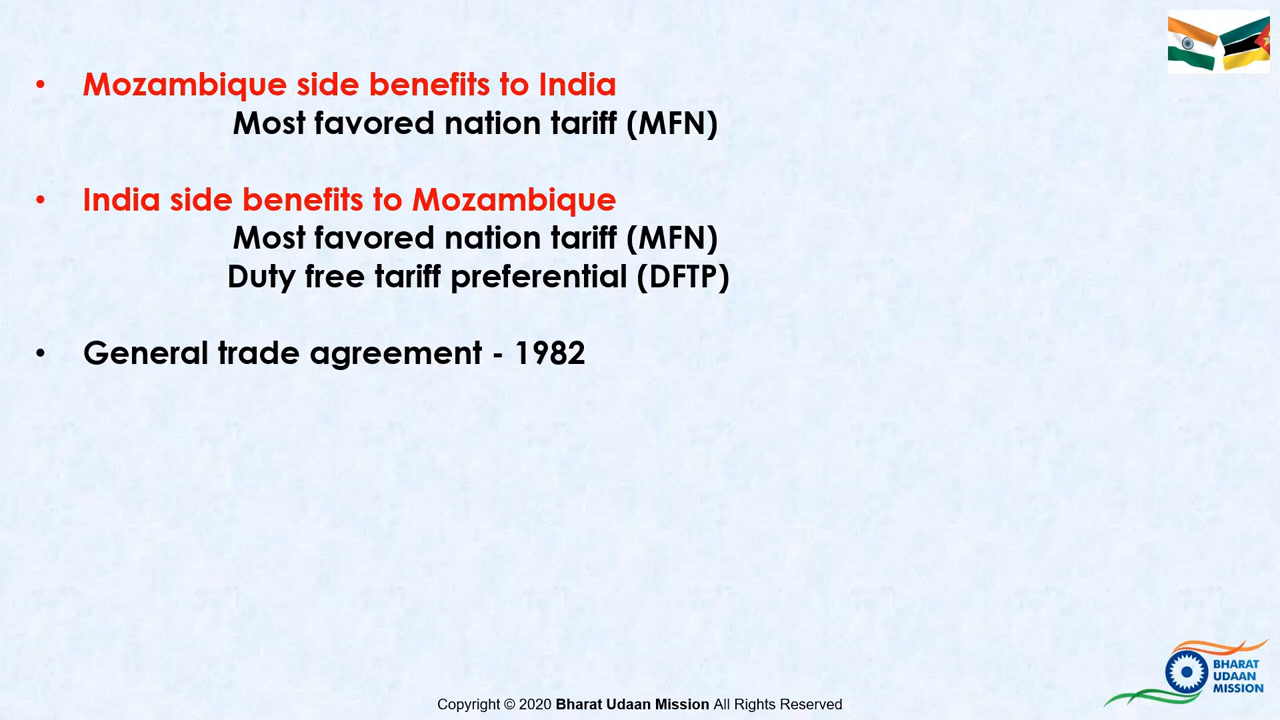 • Mozambique side benefits to India
Most favored nation tariff (MFN)
• India side benefits to Mozambique
Most favored nation tariff (MFN)
Duty free tariff preferential (DFTP)
• General trade agreement - 1982
BHARAT
UDAAN
MISSION
Copyright © 2020 Bharat Udaan Mission All Rights Reserved